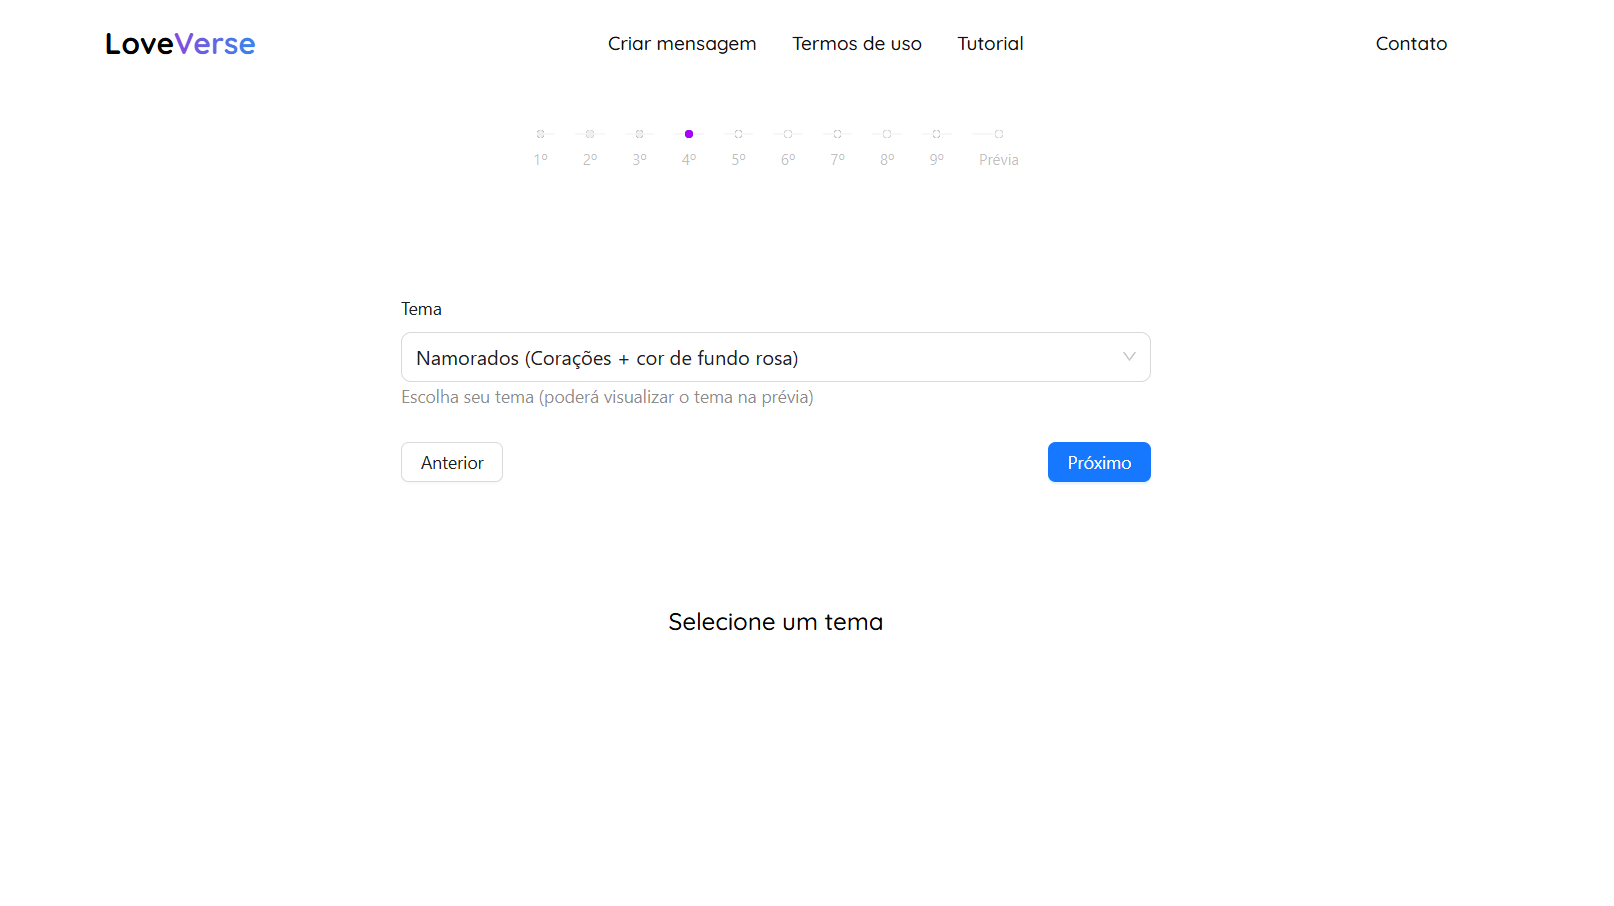 LoveVerse Criar mensagem Termos de uso Tutorial Contato
1º 2º 3º 4º 5º 6º 7º 8º 9º Prévia
Tema
Namorados (Corações + cor de fundo rosa)
Escolha seu tema (poderá visualizar o tema na prévia)
Anterior Próximo
Selecione um tema